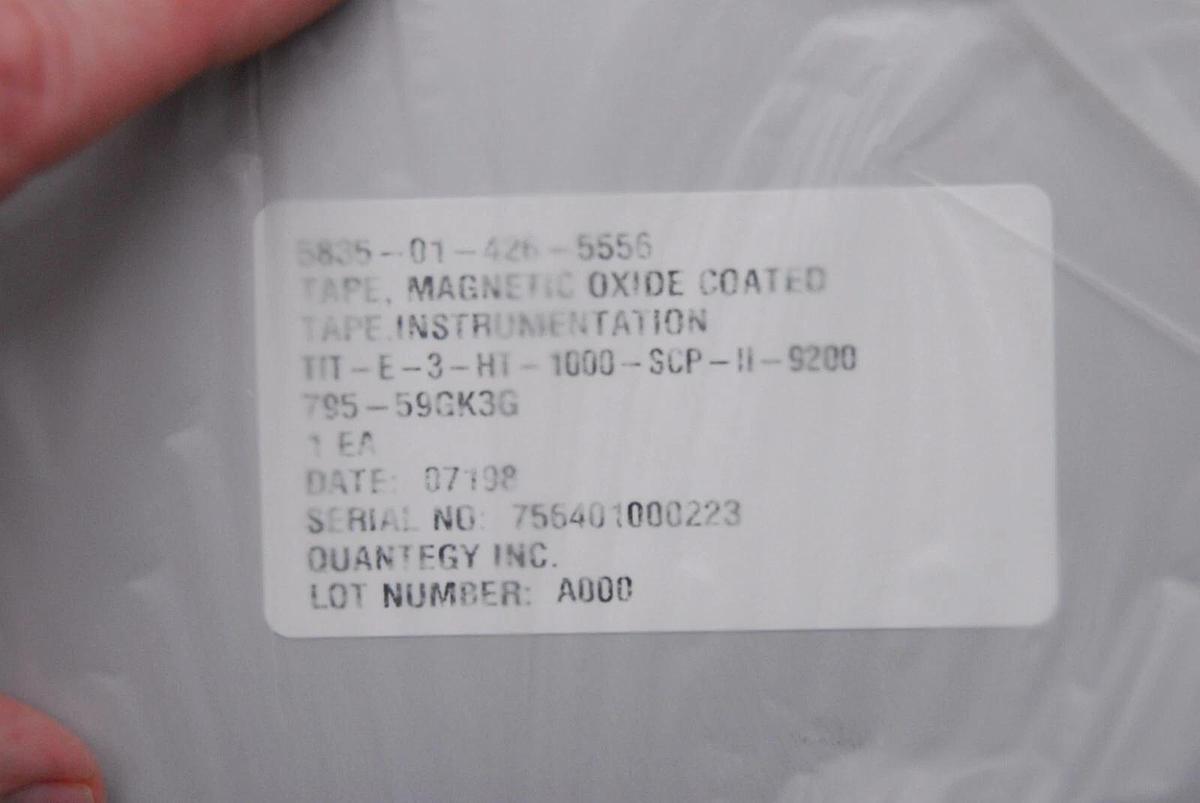 5835-01-426-5556
TAPE, MAGNETIC OXIDE COATED
TAPE.INSTRUMENTATION
TIT-E-3-HT-1000-SCP-II-9200
795-59GK3G
1 EA
DATE: 07198
SERIAL NO: 756401000223
QUANTEGY INC.
LOT NUMBER: A000